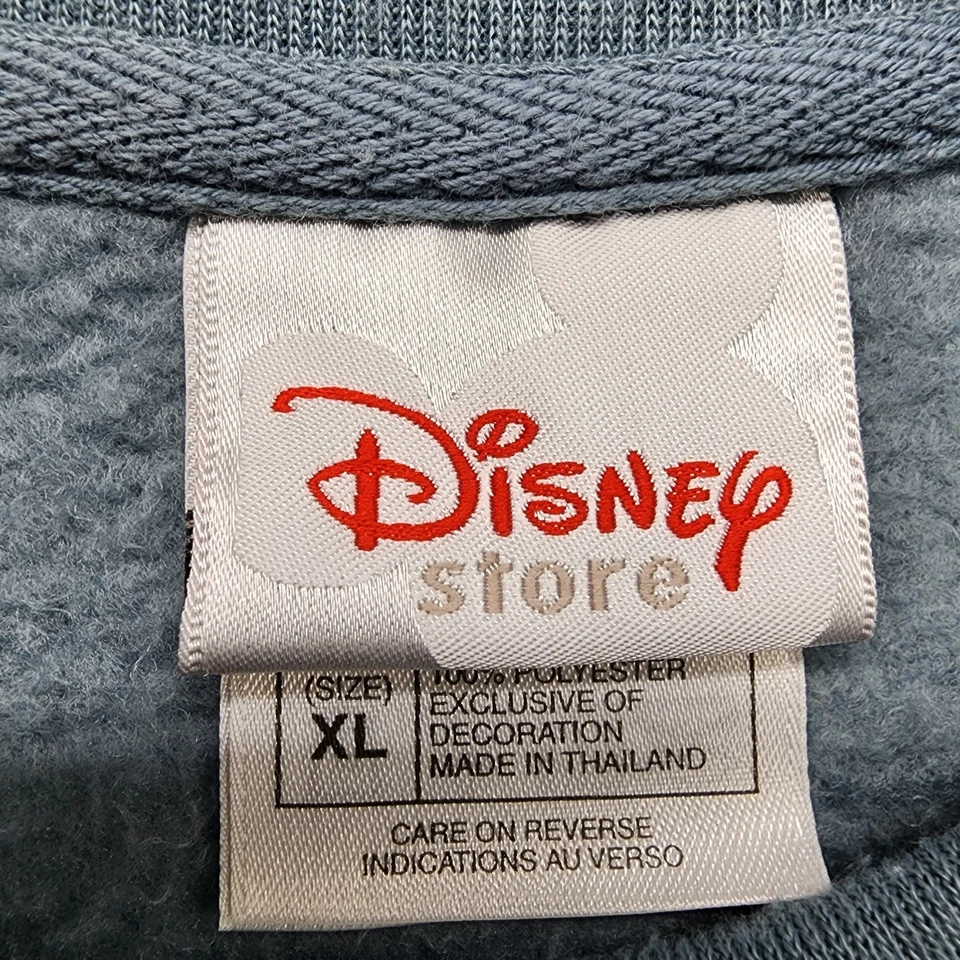 Disney
store
100% POLYESTER
(SIZE)
XL
EXCLUSIVE OF
DECORATION
MADE IN THAILAND
CARE ON REVERSE
INDICATIONS AU VERSO